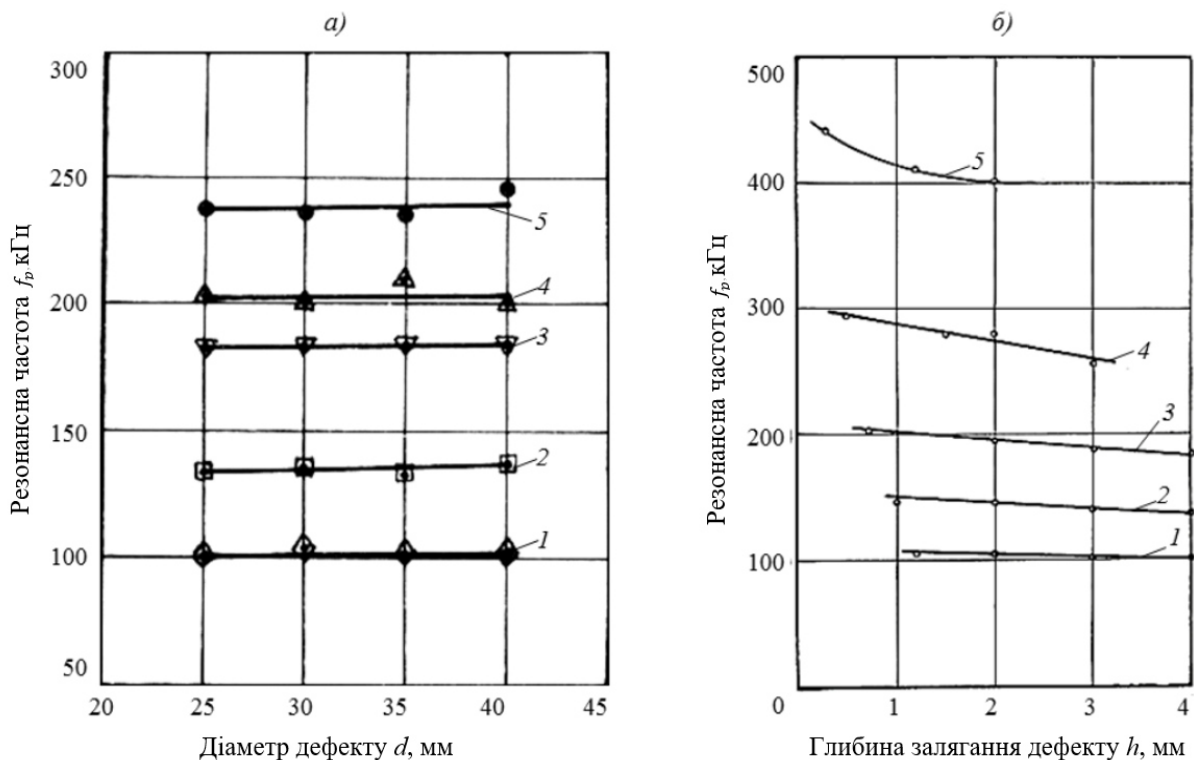 а)
Резонансна частота fр, кГц
300
250
200
150
100
50
5
4
3
2
1
20 25 30 35 40 45
Діаметр дефекту d, мм
б)
Резонансна частота fр, кГц
500
400
300
200
100
0
5
4
3
2
1
1 2 3 4
Глибина залягання дефекту h, мм